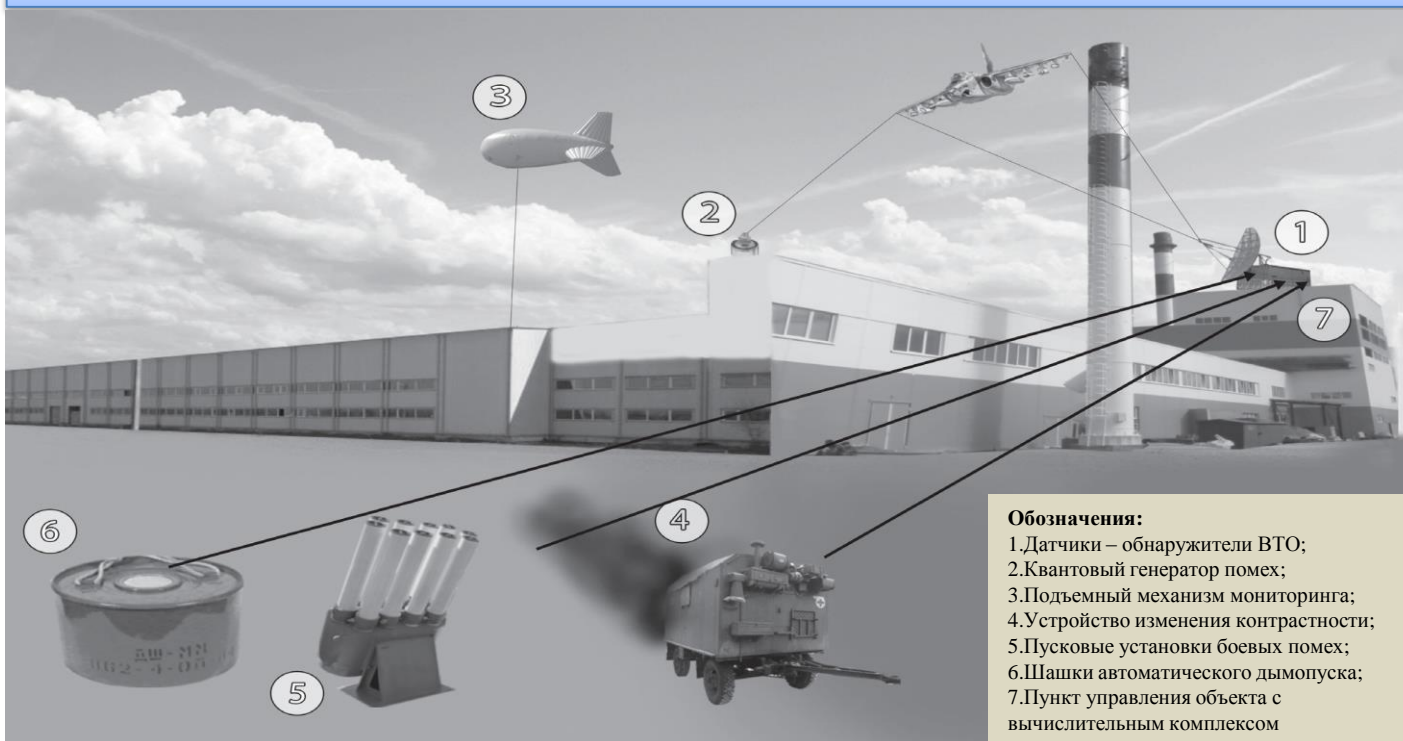 3
2
1
7
6
4
5
ДШ-ММ
Обозначения:
1.Датчики – обнаружители ВТО;
2.Квантовый генератор помех;
3.Подъемный механизм мониторинга;
4.Устройство изменения контрастности;
5.Пусковые установки боевых помех;
6.Шашки автоматического дымопуска;
7.Пункт управления объекта с
вычислительным комплексом